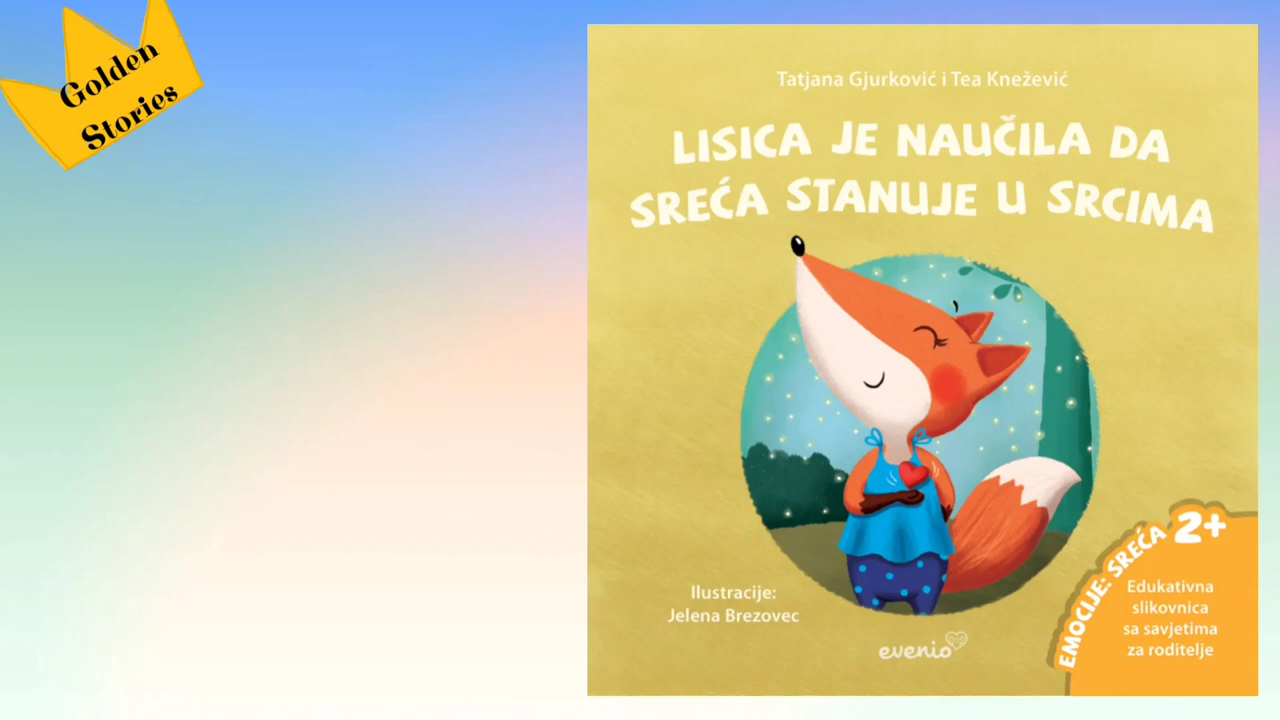 Golden
Stories
Tatjana Gjurković i Tea Knežević
LISICA JE NAUČILA DA
SREĆA STANUJE U SRCIMA
Ilustracije:
Jelena Brezovec
evenio
EMOCIJE: SREĆA 2+
Edukativna
slikovnica
sa savjetima
za roditelje